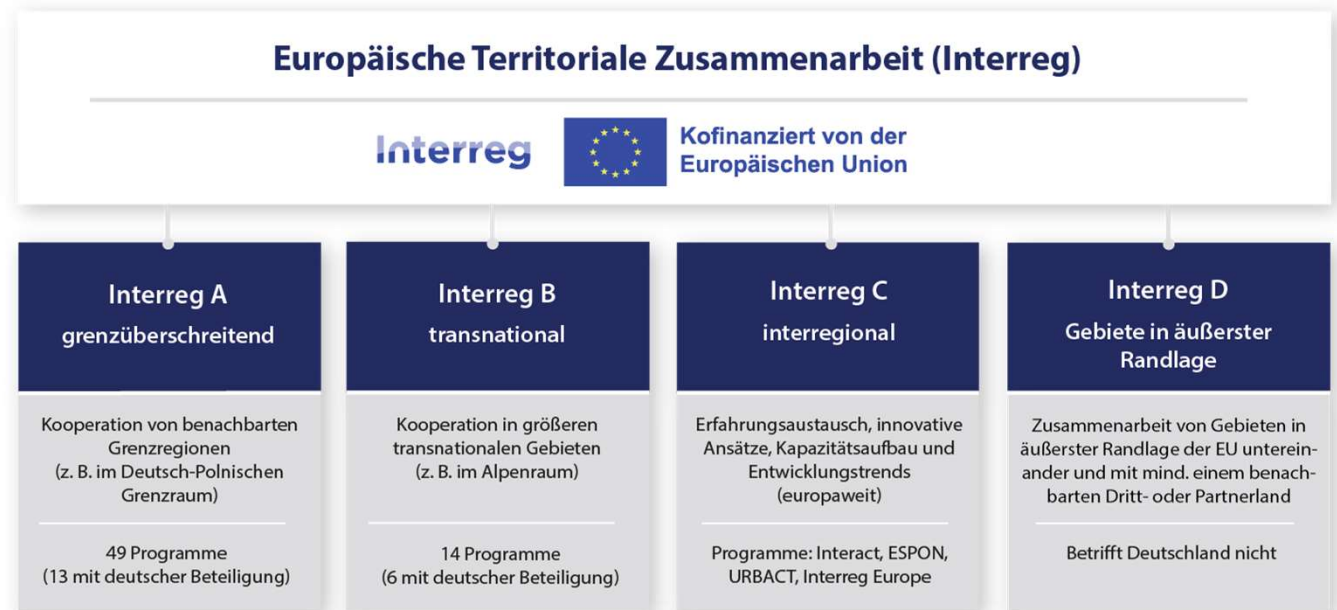 Europäische Territoriale Zusammenarbeit (Interreg)
Interreg
Kofinanziert von der
Europäischen Union
Interreg A
grenzüberschreitend
Kooperation von benachbarten
Grenzregionen
(z. B. im Deutsch-Polnischen
Grenzraum)
49 Programme
(13 mit deutscher Beteiligung)
Interreg B
transnational
Kooperation in größeren
transnationalen Gebieten
(z. B. im Alpenraum)
14 Programme
(6 mit deutscher Beteiligung)
Interreg C
interregional
Erfahrungsaustausch, innovative
Ansätze, Kapazitätsaufbau und
Entwicklungstrends
(europaweit)
Programme: Interact, ESPON,
URBACT, Interreg Europe
Interreg D
Gebiete in äußerster
Randlage
Zusammenarbeit von Gebieten in
äußerster Randlage der EU unterein-
ander und mit mind. einem benach-
barten Dritt- oder Partnerland
Betrifft Deutschland nicht